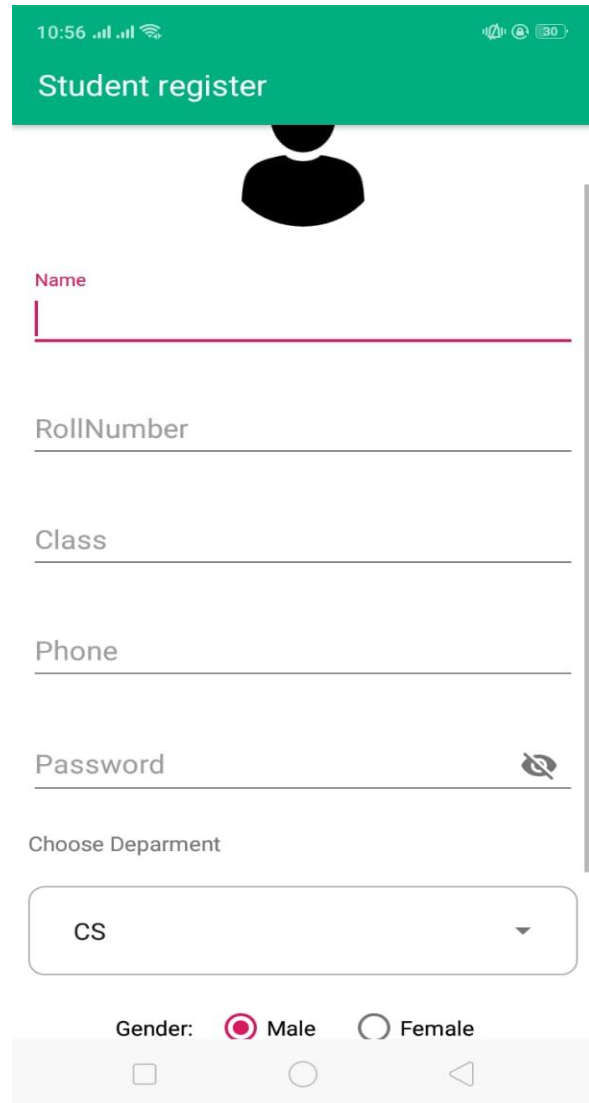 10:56 30
Student register
Name
RollNumber
Class
Phone
Password
Choose Deparment
CS
Gender: Male Female